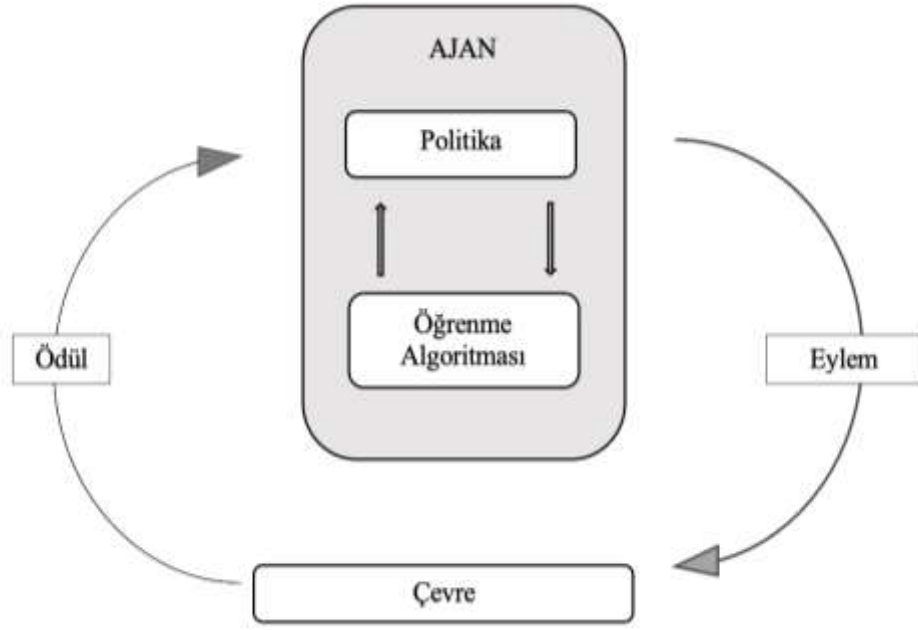 AJAN
Politika
Öğrenme
Algoritması
Ödül
Eylem
Çevre